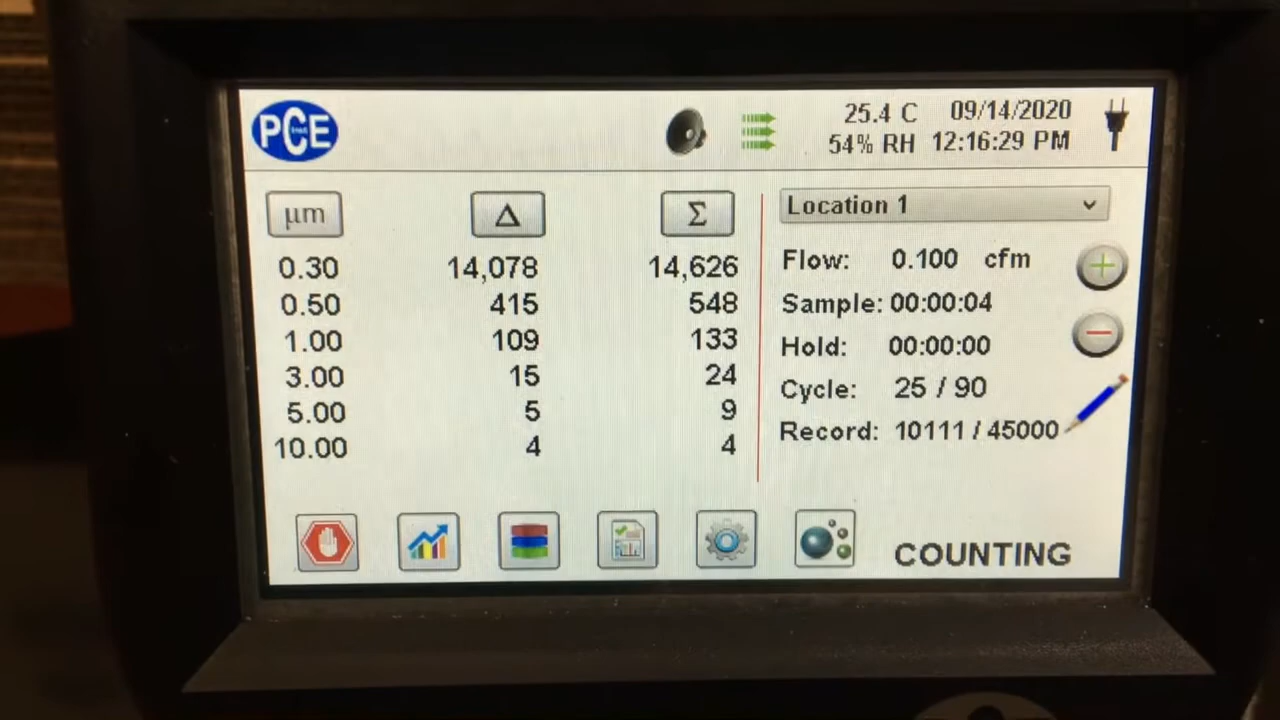 PCE
25.4 C 09/14/2020
54% RH 12:16:29 PM
µm Δ Σ
0.30 14,078 14,626
0.50 415 548
1.00 109 133
3.00 15 24
5.00 5 9
10.00 4 4
Location 1
Flow: 0.100 cfm
Sample: 00:00:04
Hold: 00:00:00
Cycle: 25 / 90
Record: 10111 / 45000
COUNTING